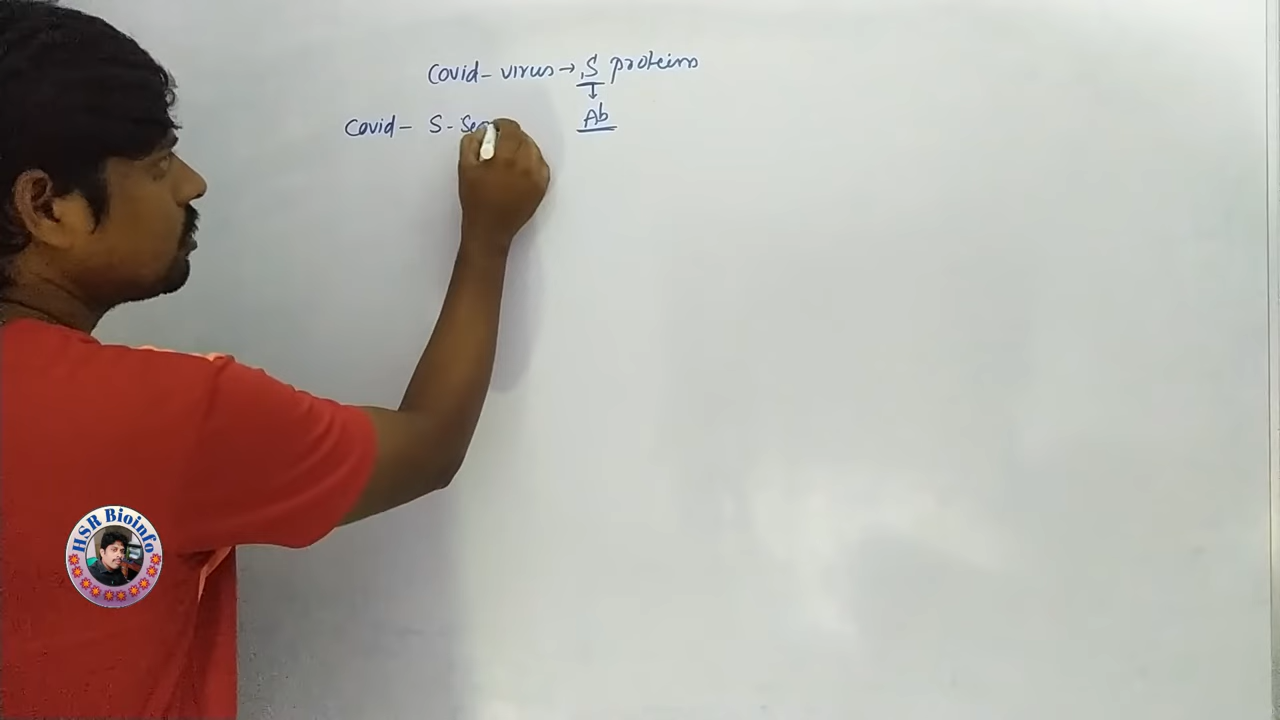 Covid-virus → S proteins
↓
Covid- S-
Ab
HSR Bioinfo